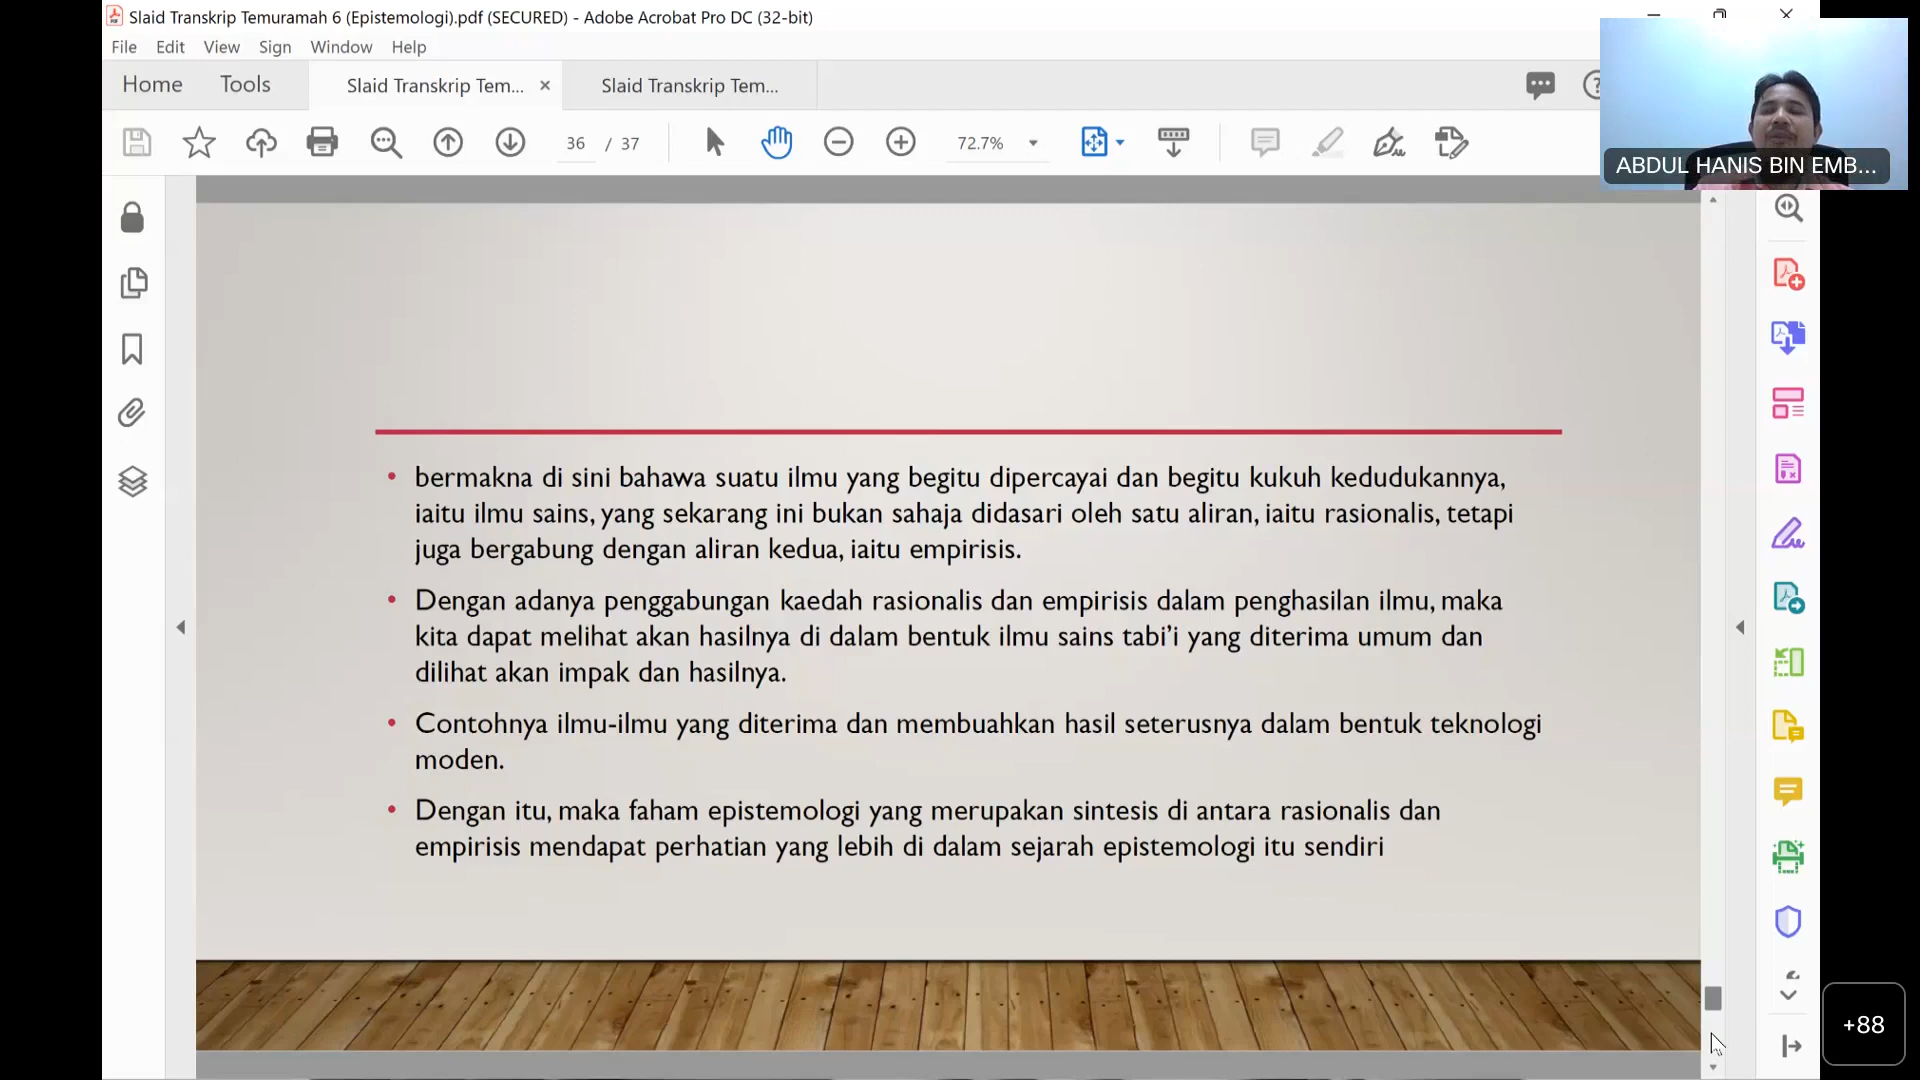 Slaid Transkrip Temuramah 6 (Epistemologi).pdf (SECURED) - Adobe Acrobat Pro DC (32-bit)
File Edit View Sign Window Help
Home Tools Slaid Transkrip Tem... × Slaid Transkrip Tem...
36 / 37 72.7%
ABDUL HANIS BIN EMB...
• bermakna di sini bahawa suatu ilmu yang begitu dipercayai dan begitu kukuh kedudukannya,
iaitu ilmu sains, yang sekarang ini bukan sahaja didasari oleh satu aliran, iaitu rasionalis, tetapi
juga bergabung dengan aliran kedua, iaitu empirisis.
• Dengan adanya penggabungan kaedah rasionalis dan empirisis dalam penghasilan ilmu, maka
kita dapat melihat akan hasilnya di dalam bentuk ilmu sains tabi’i yang diterima umum dan
dilihat akan impak dan hasilnya.
• Contohnya ilmu-ilmu yang diterima dan membuahkan hasil seterusnya dalam bentuk teknologi
moden.
• Dengan itu, maka faham epistemologi yang merupakan sintesis di antara rasionalis dan
empirisis mendapat perhatian yang lebih di dalam sejarah epistemologi itu sendiri
+88